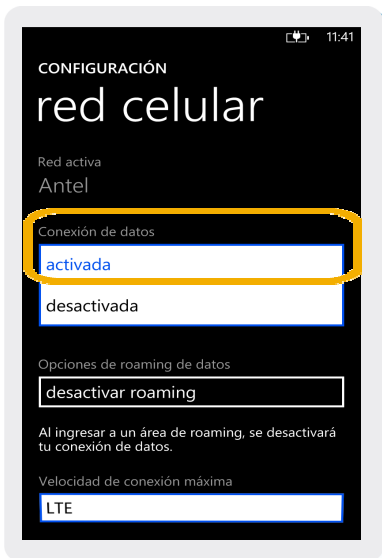 11:41
CONFIGURACIÓN
red celular
Red activa
Antel
Conexión de datos
activada
desactivada
Opciones de roaming de datos
desactivar roaming
Al ingresar a un área de roaming, se desactivará
tu conexión de datos.
Velocidad de conexión máxima
LTE